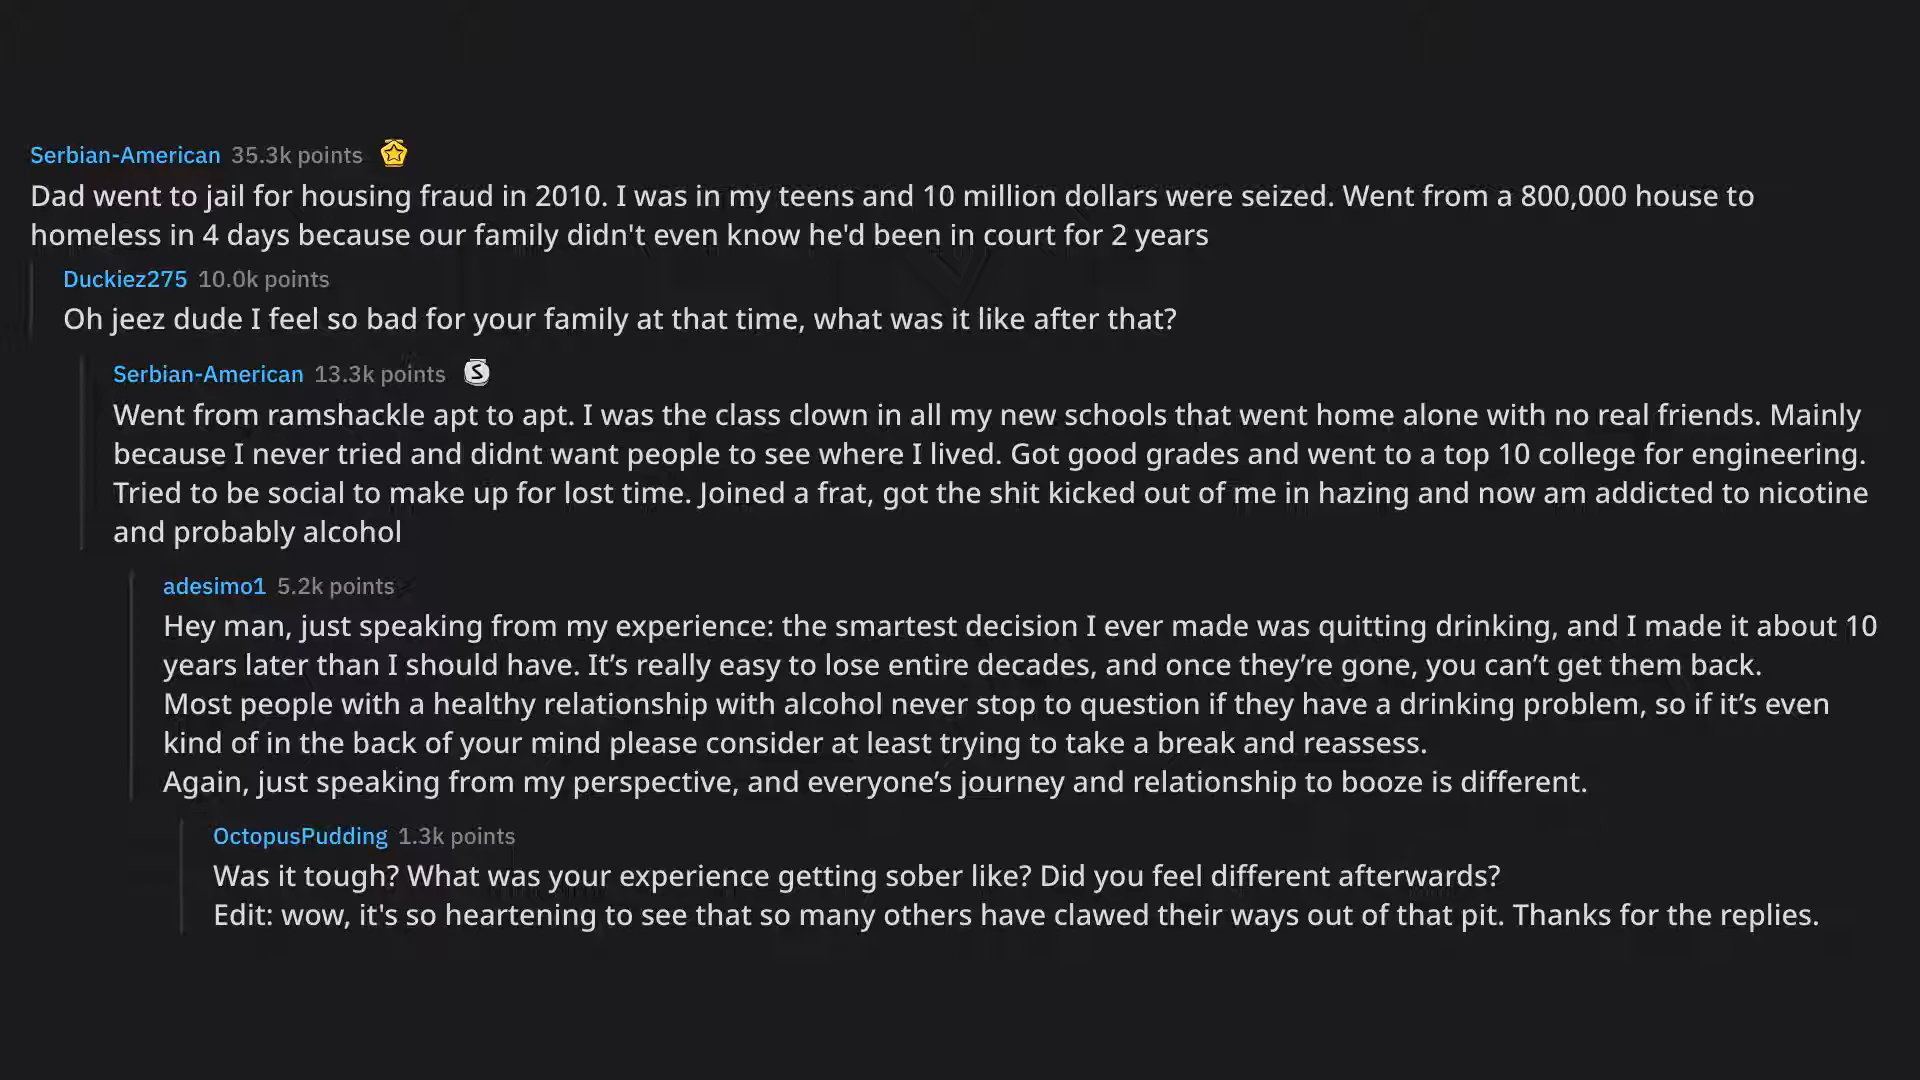 Serbian-American 35.3k points
Dad went to jail for housing fraud in 2010. I was in my teens and 10 million dollars were seized. Went from a 800,000 house to
homeless in 4 days because our family didn't even know he'd been in court for 2 years
Duckiez275 10.0k points
Oh jeez dude I feel so bad for your family at that time, what was it like after that?
Serbian-American 13.3k points S
Went from ramshackle apt to apt. I was the class clown in all my new schools that went home alone with no real friends. Mainly
because I never tried and didnt want people to see where I lived. Got good grades and went to a top 10 college for engineering.
Tried to be social to make up for lost time. Joined a frat, got the shit kicked out of me in hazing and now am addicted to nicotine
and probably alcohol
adesimo1 5.2k points
Hey man, just speaking from my experience: the smartest decision I ever made was quitting drinking, and I made it about 10
years later than I should have. It’s really easy to lose entire decades, and once they’re gone, you can’t get them back.
Most people with a healthy relationship with alcohol never stop to question if they have a drinking problem, so if it’s even
kind of in the back of your mind please consider at least trying to take a break and reassess.
Again, just speaking from my perspective, and everyone’s journey and relationship to booze is different.
OctopusPudding 1.3k points
Was it tough? What was your experience getting sober like? Did you feel different afterwards?
Edit: wow, it's so heartening to see that so many others have clawed their ways out of that pit. Thanks for the replies.